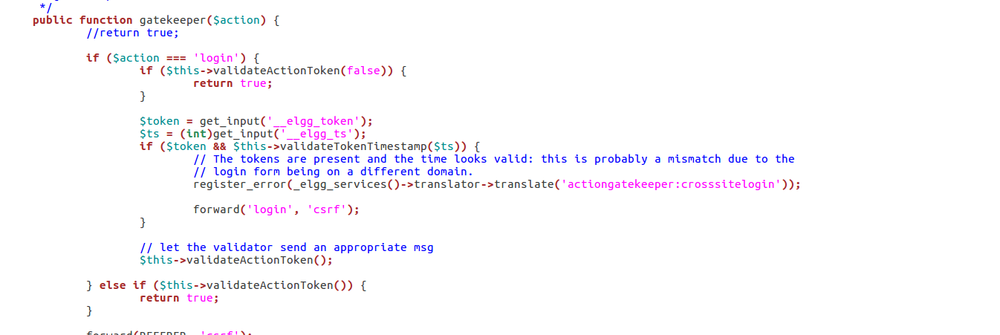 */
public function gatekeeper($action) {
//return true;
if ($action === 'login') {
if ($this->validateActionToken(false)) {
return true;
}
$token = get_input('__elgg_token');
$ts = (int)get_input('__elgg_ts');
if ($token && $this->validateTokenTimestamp($ts)) {
// The tokens are present and the time looks valid: this is probably a mismatch due to the
// login form being on a different domain.
register_error(_elgg_services()->translator->translate('actiongatekeeper:crosssitelogin'));
forward('login', 'csrf');
}
// let the validator send an appropriate msg
$this->validateActionToken();
} else if ($this->validateActionToken()) {
return true;
}
forward(REFERER, 'csrf');